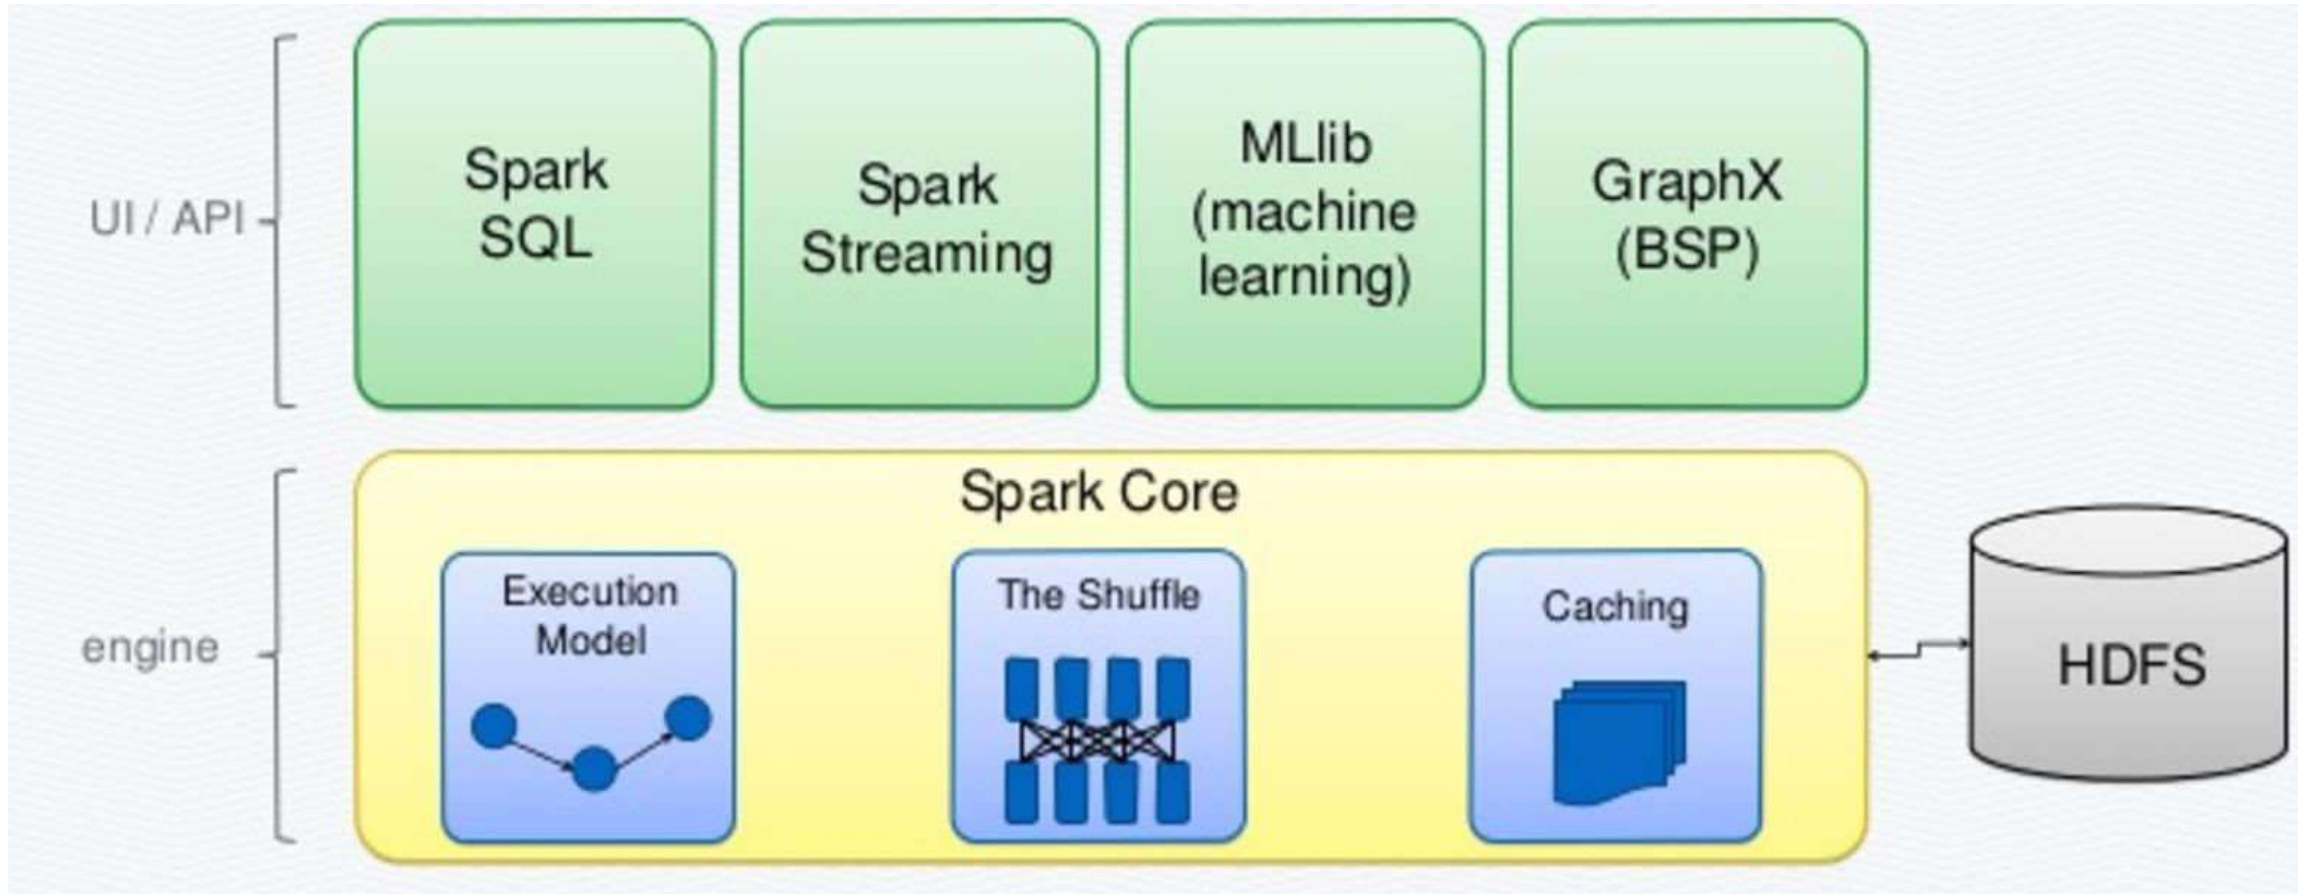 UI / API
Spark
SQL
Spark
Streaming
MLlib
(machine
learning)
GraphX
(BSP)
engine
Spark Core
Execution
Model
The Shuffle
Caching
HDFS